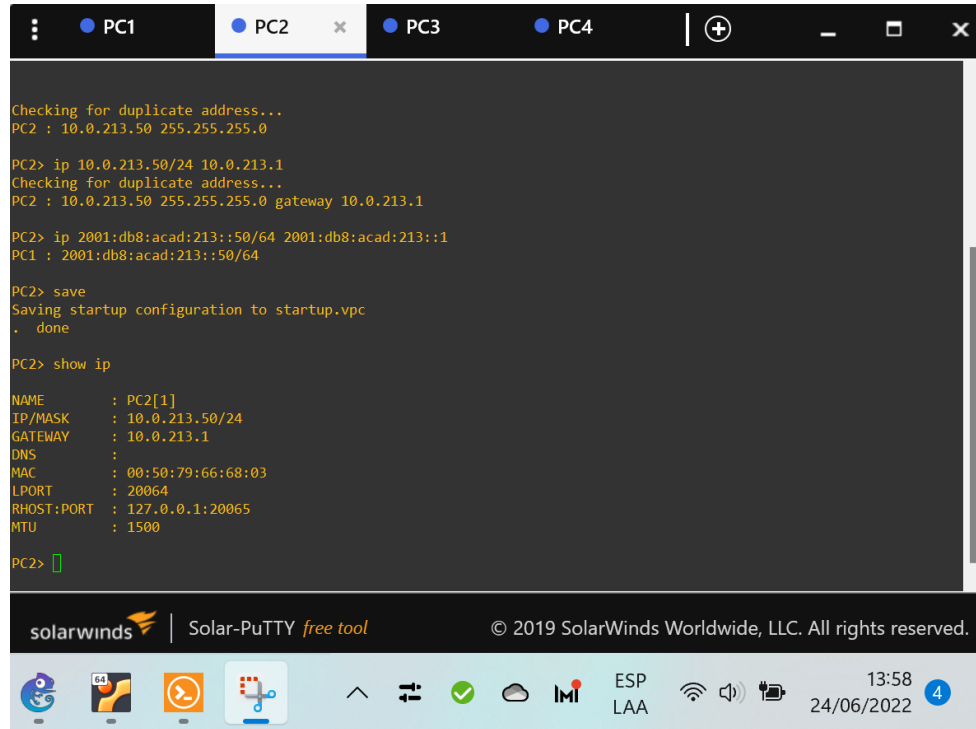 PC1 PC2 PC3 PC4
Checking for duplicate address...
PC2 : 10.0.213.50 255.255.255.0
PC2> ip 10.0.213.50/24 10.0.213.1
Checking for duplicate address...
PC2 : 10.0.213.50 255.255.255.0 gateway 10.0.213.1
PC2> ip 2001:db8:acad:213::50/64 2001:db8:acad:213::1
PC1 : 2001:db8:acad:213::50/64
PC2> save
Saving startup configuration to startup.vpc
.  done
PC2> show ip
NAME        : PC2[1]
IP/MASK     : 10.0.213.50/24
GATEWAY     : 10.0.213.1
DNS         :
MAC         : 00:50:79:66:68:03
LPORT       : 20064
RHOST:PORT  : 127.0.0.1:20065
MTU         : 1500
PC2>
solarwinds | Solar-PuTTY free tool © 2019 SolarWinds Worldwide, LLC. All rights reserved.
64 ESP 13:58
LAA 24/06/2022 4